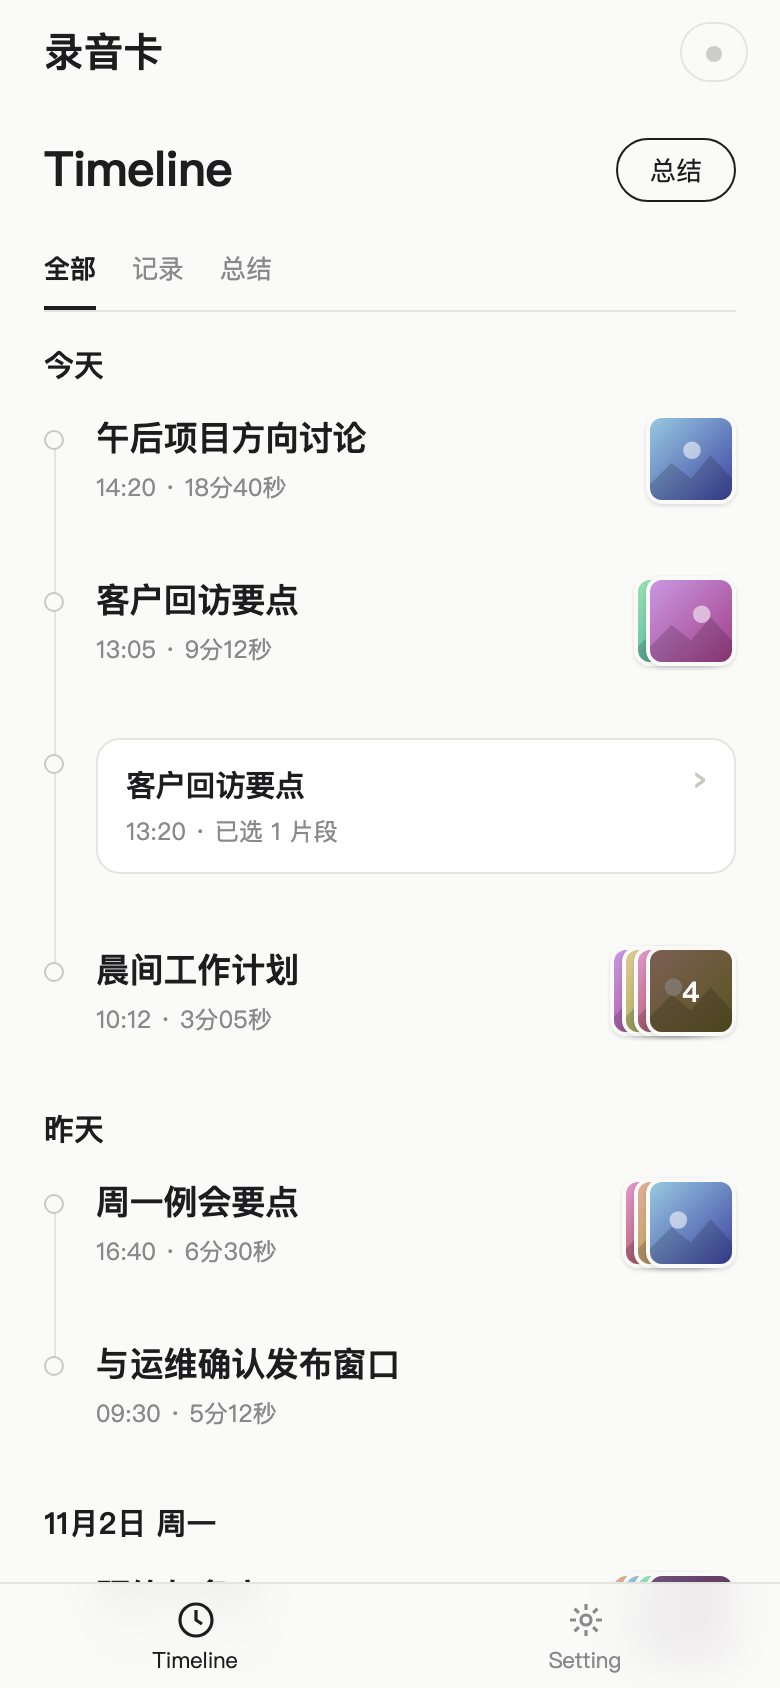 录音卡
Timeline
总结
全部 记录 总结
今天
午后项目方向讨论
14:20 · 18分40秒
客户回访要点
13:05 · 9分12秒
客户回访要点
13:20 · 已选 1 片段
晨间工作计划
10:12 · 3分05秒
4
昨天
周一例会要点
16:40 · 6分30秒
与运维确认发布窗口
09:30 · 5分12秒
11月2日 周一
Timeline
Setting